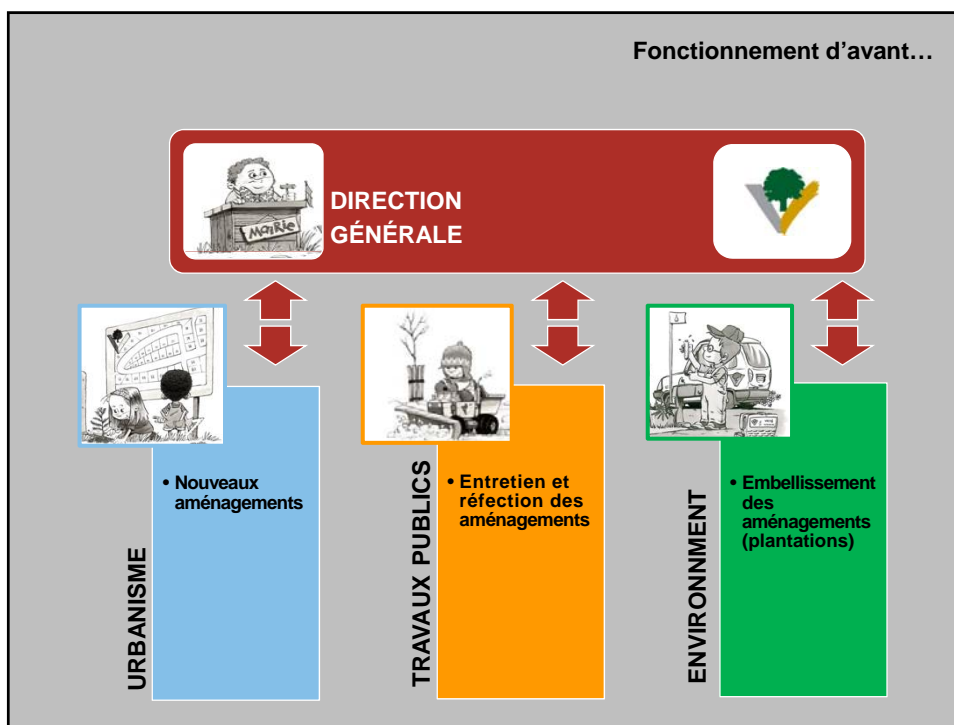 Fonctionnement d'avant…
Mairie
DIRECTION
GÉNÉRALE
URBANISME
• Nouveaux
aménagements
TRAVAUX PUBLICS
• Entretien et
réfection des
aménagements
ENVIRONNMENT
• Embellissement
des
aménagements
(plantations)